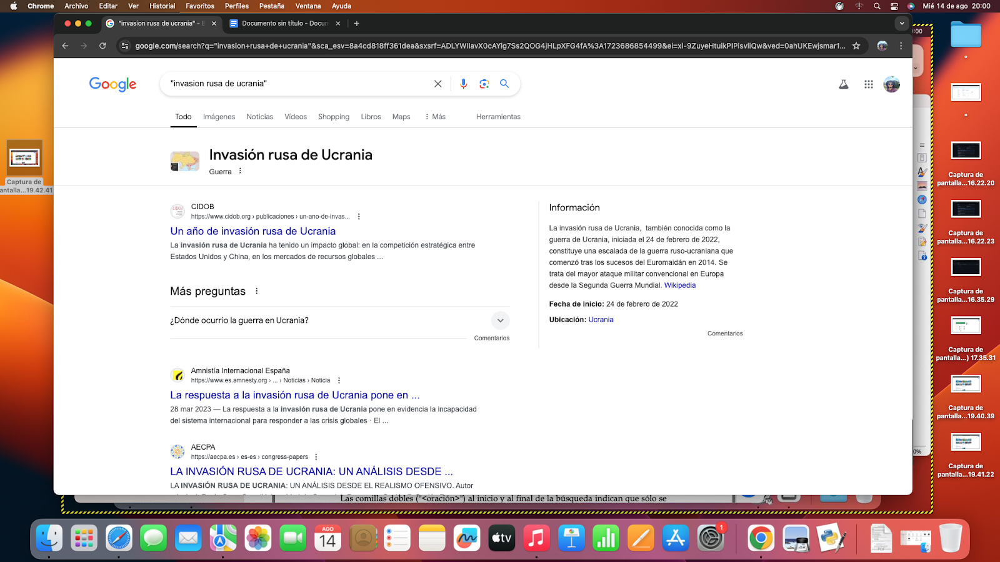 Chrome Archivo Editar Ver Historial Favoritos Perfiles Pestaña Ventana Ayuda Mié 14 de ago 20:00
"invasion rusa de ucrania" - Documento sin título - Docun
google.com/search?q="invasion+rusa+de+ucrania"&sca_esv=8a4cd818ff361dea&sxsrf=ADLYWIIavX0cAYlg7Ss2QOG4jHLpXFG4fA%3A1723686854499&ei=xl-9ZuyeHtuikPIPisvliQw&ved=0ahUKEwjsmar1...
Google
"invasion rusa de ucrania"
Todo Imágenes Noticias Vídeos Shopping Libros Maps Más Herramientas
Invasión rusa de Ucrania
Guerra
CIDOB
https://www.cidob.org › publicaciones › un-ano-de-invas...
Un año de invasión rusa de Ucrania
La invasión rusa de Ucrania ha tenido un impacto global: en la competición estratégica entre
Estados Unidos y China, en los mercados de recursos globales ...
Más preguntas
¿Dónde ocurrio la guerra en Ucrania?
Comentarios
Amnistía Internacional España
https://www.es.amnesty.org › ... › Noticias › Noticia
La respuesta a la invasión rusa de Ucrania pone en ...
28 mar 2023 — La respuesta a la invasión rusa de Ucrania pone en evidencia la incapacidad
del sistema internacional para responder a las crisis globales · El ...
AECPA
https://aecpa.es › es-es › congress-papers
LA INVASIÓN RUSA DE UCRANIA: UN ANÁLISIS DESDE ...
LA INVASIÓN RUSA DE UCRANIA: UN ANÁLISIS DESDE EL REALISMO OFENSIVO. Autor
Información
La invasión rusa de Ucrania, también conocida como la
guerra de Ucrania, iniciada el 24 de febrero de 2022,
constituye una escalada de la guerra ruso-ucraniana que
comenzó tras los sucesos del Euromaidán en 2014. Se
trata del mayor ataque militar convencional en Europa
desde la Segunda Guerra Mundial. Wikipedia
Fecha de inicio: 24 de febrero de 2022
Ubicación: Ucrania
Comentarios
Las comillas dobles ("<oración>") al inicio y al final de la búsqueda indican que sólo se
Captura de
pantalla...19.42.41
Captura de
pantalla...16.22.20
Captura de
pantalla...16.22.23
Captura de
pantalla...16.35.29
Captura de
pantalla...) 17.35.31
Captura de
pantalla...19.40.39
Captura de
pantalla...19.41.22
:00
0%
AGO
14
tv
1
PDF